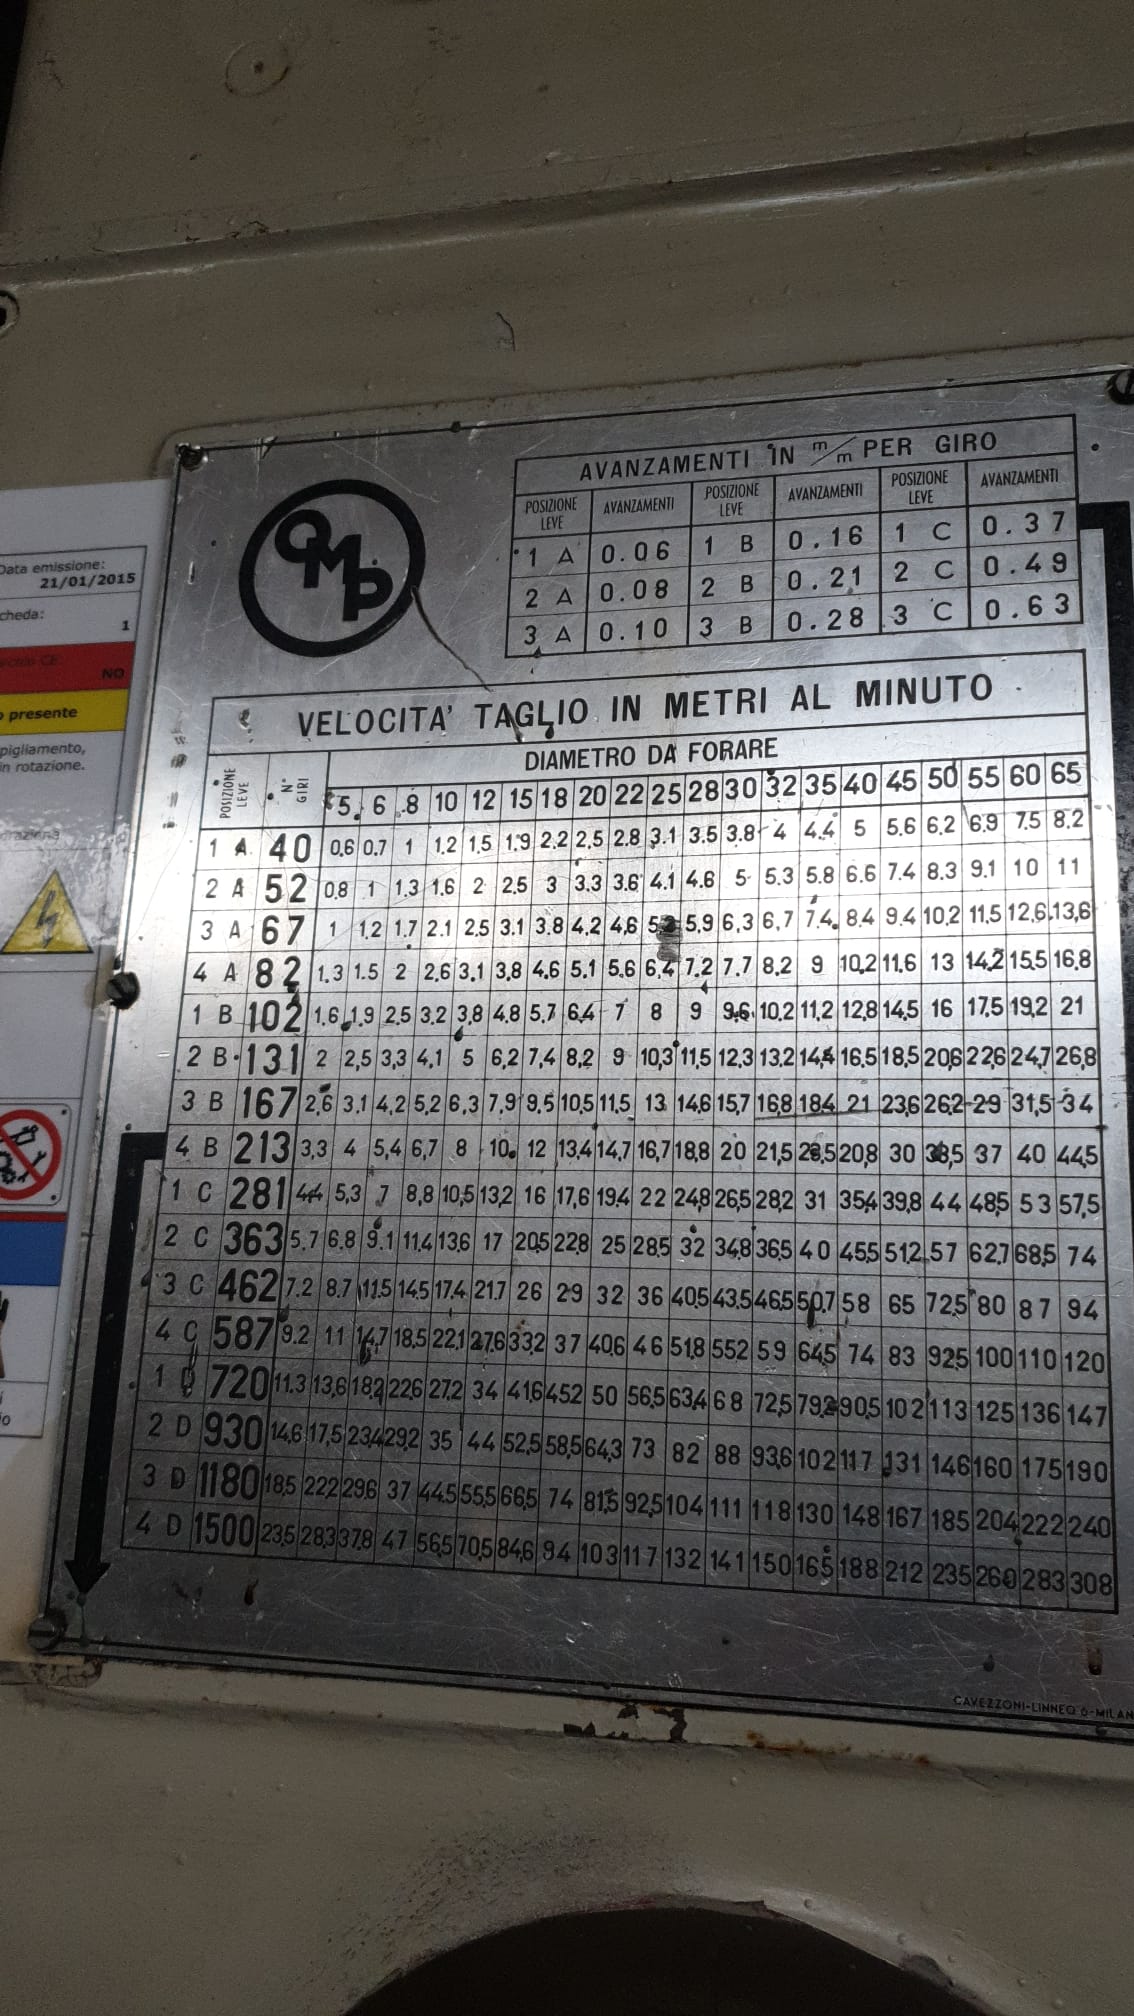 Data emissione:
21/01/2015
cheda:
1
NO
o presente
pigliamento,
in rotazione.
OMP
AVANZAMENTI IN m/m PER GIRO
POSIZIONE LEVE AVANZAMENTI POSIZIONE LEVE AVANZAMENTI POSIZIONE LEVE AVANZAMENTI
1 A 0.06 1 B 0.16 1 C 0.37
2 A 0.08 2 B 0.21 2 C 0.49
3 A 0.10 3 B 0.28 3 C 0.63
VELOCITA' TAGLIO IN METRI AL MINUTO
DIAMETRO DA FORARE
POSIZIONE LEVE N° GIRI 5 6 8 10 12 15 18 20 22 25 28 30 32 35 40 45 50 55 60 65
1 A 40 0.6 0.7 1 1.2 1.5 1.9 2.2 2.5 2.8 3.1 3.5 3.8 4 4.4 5 5.6 6.2 6.9 7.5 8.2
2 A 52 0.8 1 1.3 1.6 2 2.5 3 3.3 3.6 4.1 4.6 5 5.3 5.8 6.6 7.4 8.3 9.1 10 11
3 A 67 1 1,2 1.7 2.1 2.5 3.1 3.8 4.2 4,6 5,9 6,3 6,7 7.4 8.4 9.4 10,2 11,5 12,6 13,6
4 A 82 1.3 1.5 2 2,6 3,1 3,8 4.6 5.1 5.6 6,4 7.2 7.7 8.2 9 10,2 11.6 13 14,2 15.5 16,8
1 B 102 1,6 1,9 2,5 3,2 3,8 4,8 5,7 6,4 7 8 9 9,6 10,2 11,2 12,8 14,5 16 17,5 19,2 21
2 B 131 2 2,5 3,3 4,1 5 6,2 7,4 8,2 9 10,3 11,5 12,3 13,2 14,4 16,5 18,5 20,6 22,6 24,7 26,8
3 B 167 2,6 3,1 4,2 5,2 6,3 7,9 9,5 10,5 11,5 13 14,6 15,7 16,8 18,4 21 23,6 26,2 29 31,5 34
4 B 213 3,3 4 5,4 6,7 8 10 12 13,4 14,7 16,7 18,8 20 21,5 20,8 30 37 40 44,5
1 C 281 4,4 5,3 7 8,8 10,5 13,2 16 17,6 19,4 22 24,8 26,5 28,2 31 35,4 39,8 44 48,5 53 57,5
2 C 363 5.7 6,8 9.1 11,4 13,6 17 20,5 22,8 25 28,5 32 34,8 36,5 40 45,5 51,2 57 62,7 68,5 74
3 C 462 7.2 8.7 11.5 14.5 17.4 21.7 26 29 32 36 40,5 43,5 46,5 50,7 58 65 72,5 80 87 94
4 C 587 9.2 11 14,7 18,5 22,1 27,6 33,2 37 40,6 46 51,8 55,2 59 64,5 74 83 92,5 100 110 120
1 D 720 11.3 13,6 18,2 22,6 27,2 34 41,6 45,2 50 56,5 63,4 68 72,5 79,2 90,5 102 113 125 136 147
2 D 930 14,6 17,5 23,4 29,2 35 44 52,5 58,5 64,3 73 82 88 93,6 102 117 131 146 160 175 190
3 D 1180 18,5 22,2 29,6 37 44,5 55,5 66,5 74 81,5 92,5 104 111 118 130 148 167 185 204 222 240
4 D 1500 23,5 28,3 37,8 47 56,5 70,5 84,6 94 103 117 132 141 150 165 188 212 235 260 283 308
CAVEZZONI-LINNEO 6-MILAN